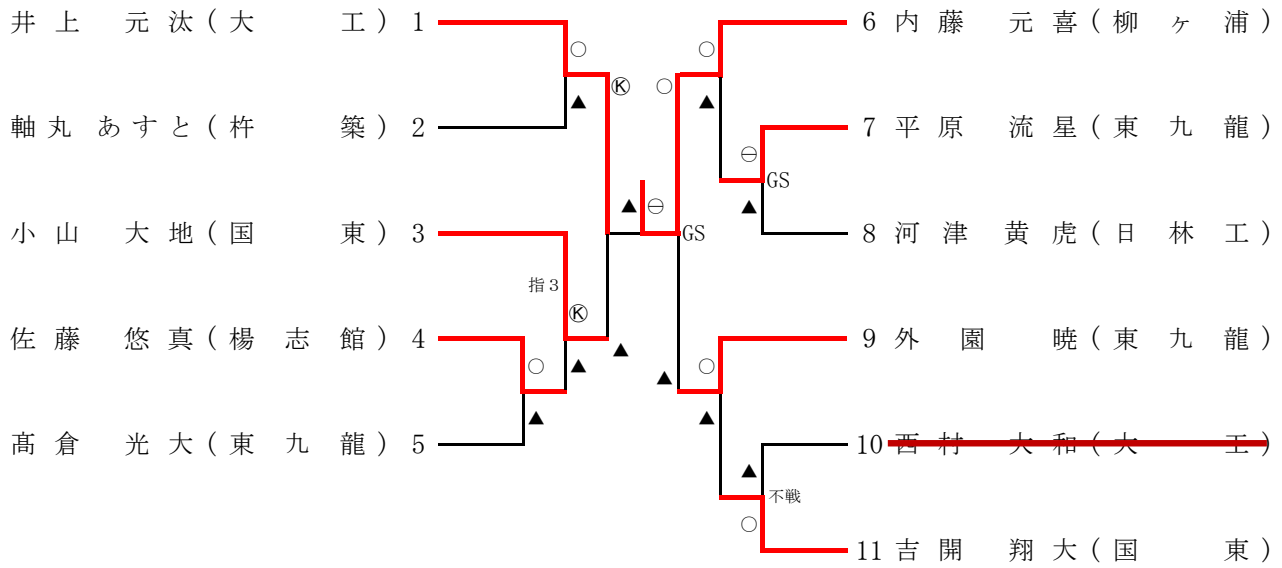 井上 元汰(大 工) 1
○
Ⓚ
▲
軸丸 あすと(杵 築) 2
小山 大地(国 東) 3
指3
Ⓚ
佐藤 悠真(楊志館) 4
○
▲
▲
▲
髙倉 光大(東九龍) 5
▲
⊖
GS
6 内藤 元喜(柳ヶ浦)
○
○
▲
7 平原 流星(東九龍)
⊖
GS
▲
8 河津 黄虎(日林工)
9 外園 暁(東九龍)
○
▲
▲
10 西村 大和(大 工)
▲
不戦
○
11 吉開 翔大(国 東)